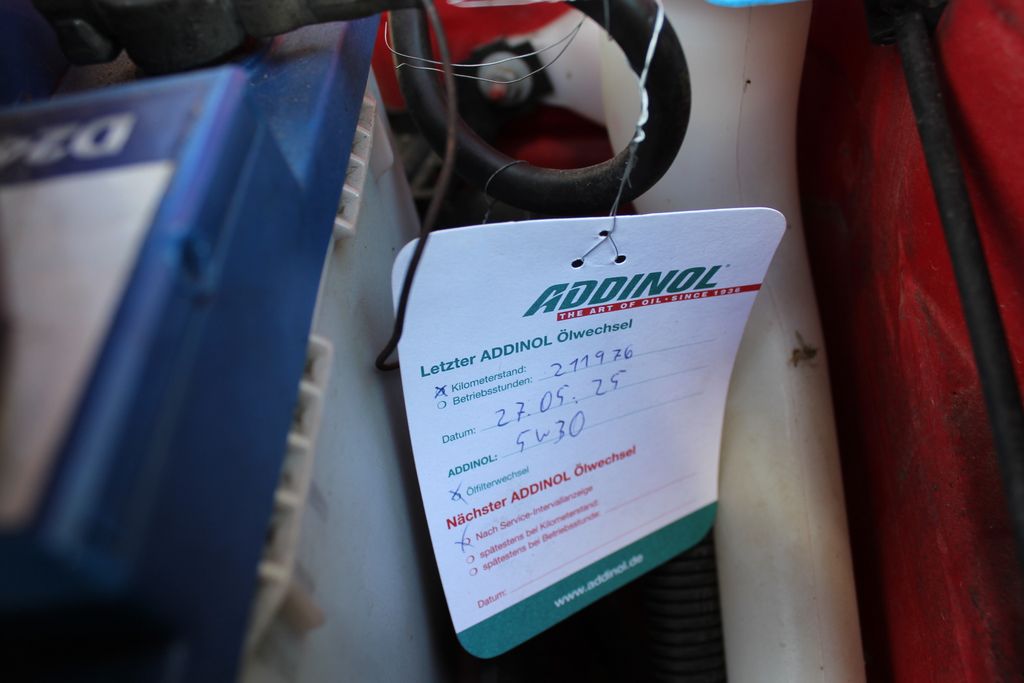 ADDINOL®
THE ART OF OIL · SINCE 1936
Letzter ADDINOL Ölwechsel
Kilometerstand:
Betriebsstunden: 211976
Datum: 27.05.25
ADDINOL: 5W30
Ölfilterwechsel
Nächster ADDINOL Ölwechsel
Nach Service-Intervallanzeige
spätestens bei Kilometerstand:
spätestens bei Betriebsstunde:
Datum:
www.addinol.de